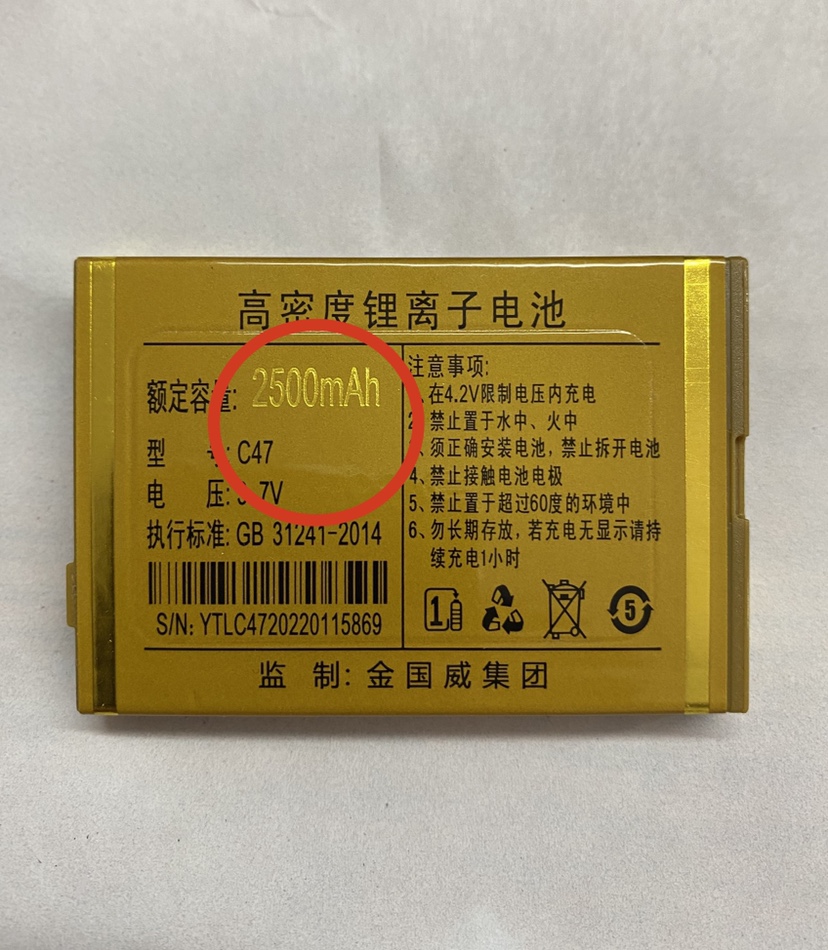 高密度锂离子电池
额定容量: 2500mAh
型 号: C47
电 压: 3.7V
执行标准: GB 31241-2014
S/N: YTLC4720220115869
注意事项:
、在4.2V限制电压内充电
2、禁止置于水中、火中
、须正确安装电池，禁止拆开电池
4、禁止接触电池电极
5、禁止置于超过60度的环境中
6、勿长期存放，若充电无显示请持
续充电1小时
1
5
监 制: 金国威集团